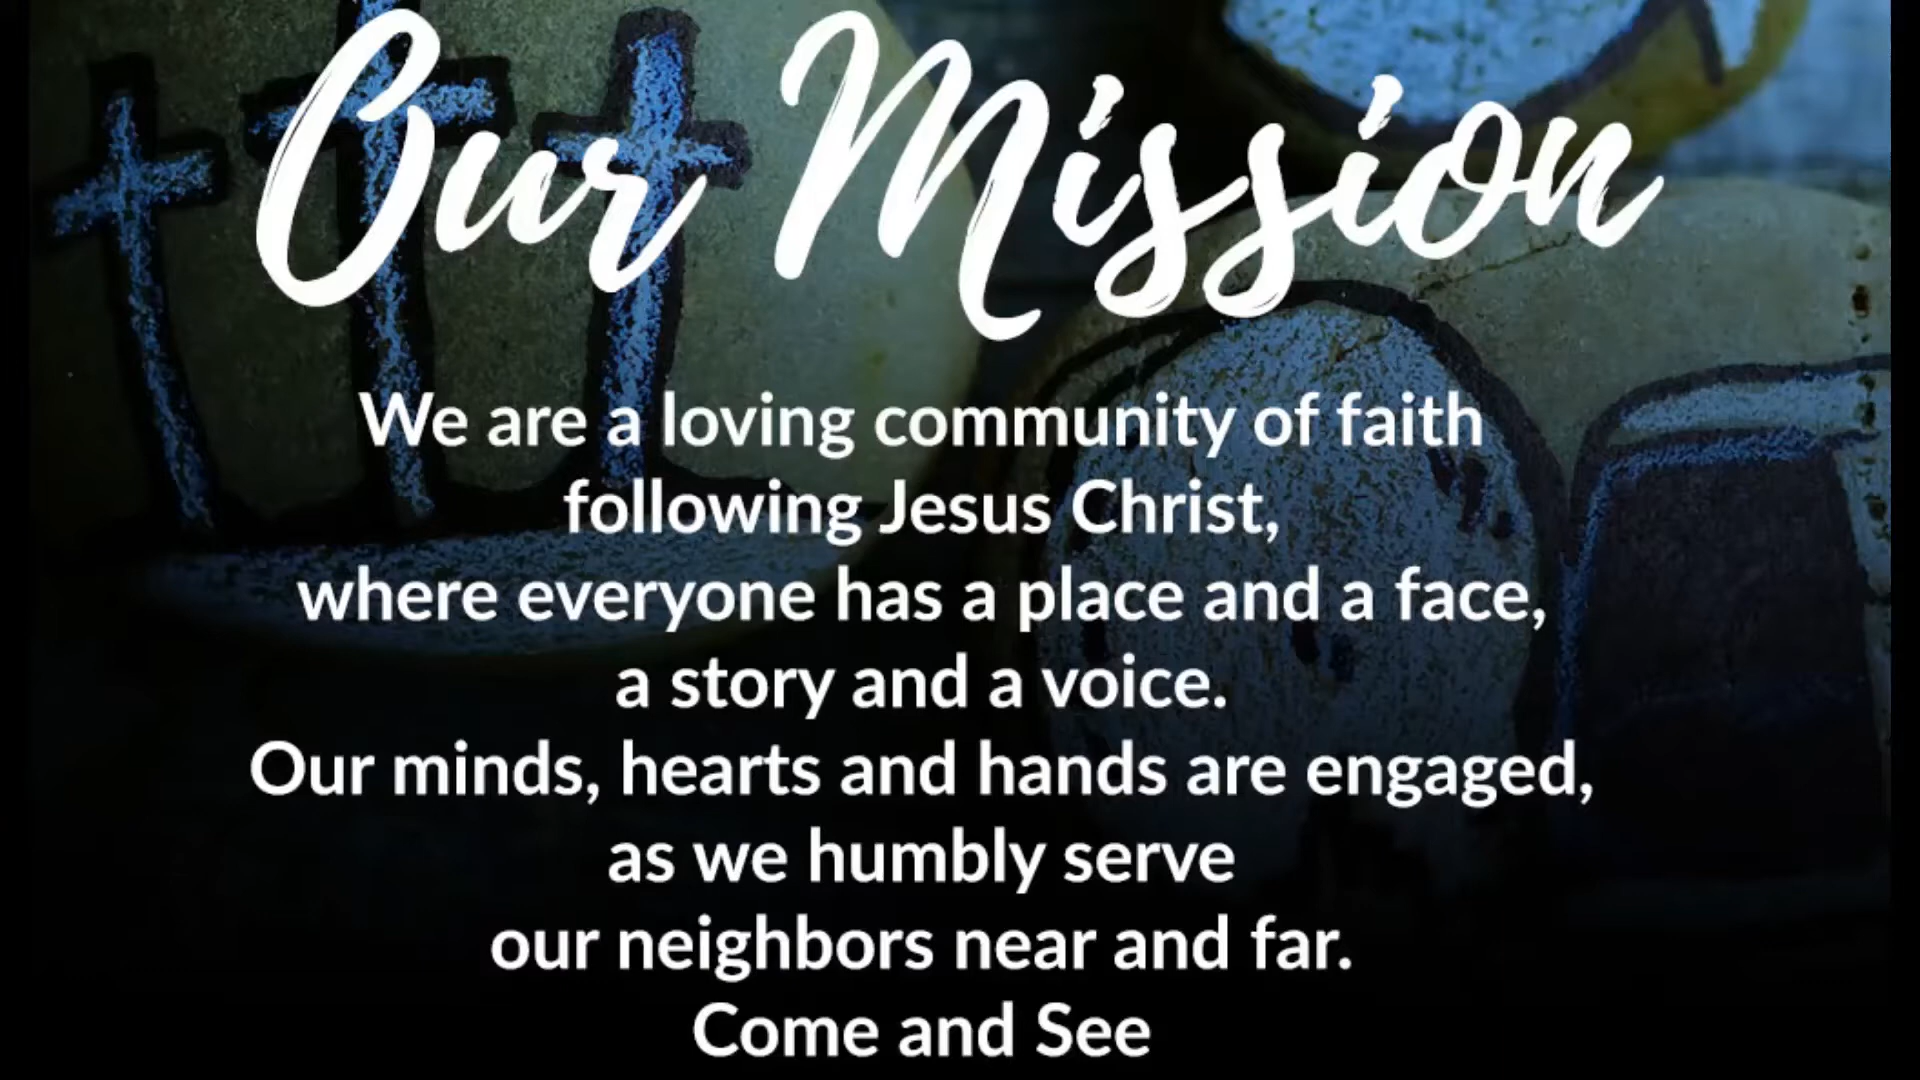 Our Mission
We are a loving community of faith
following Jesus Christ,
where everyone has a place and a face,
a story and a voice.
Our minds, hearts and hands are engaged,
as we humbly serve
our neighbors near and far.
Come and See